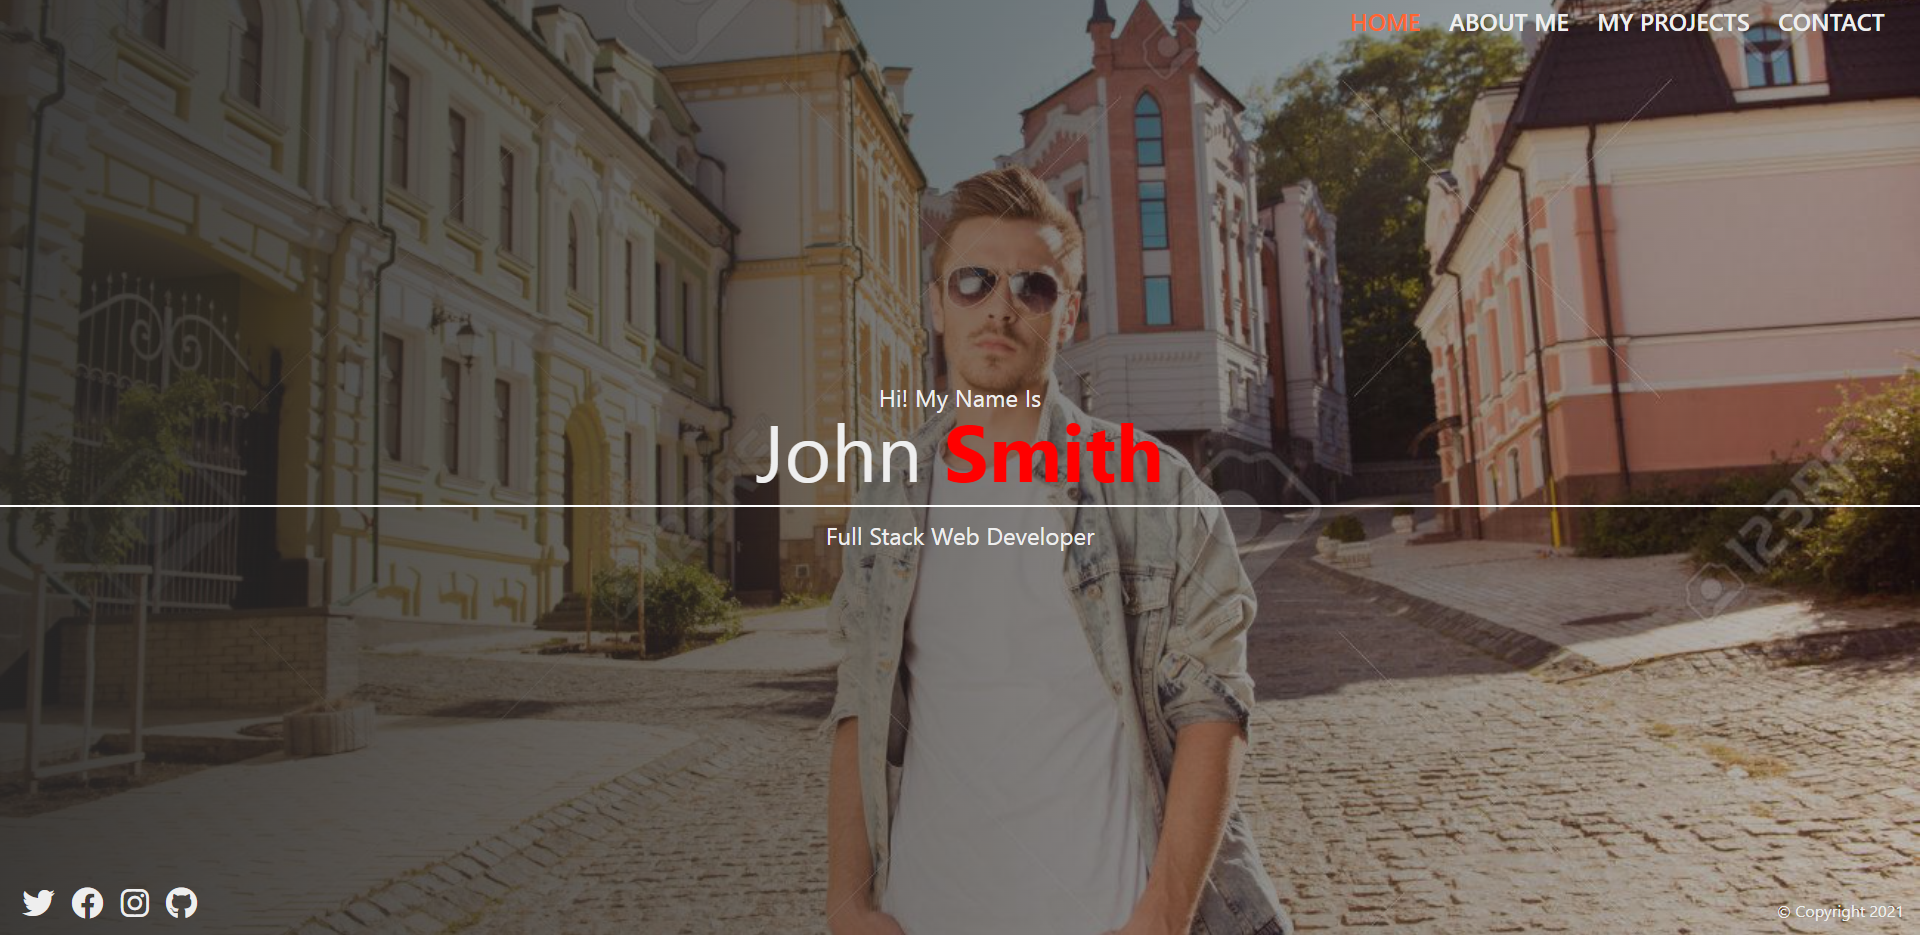 HOME ABOUT ME MY PROJECTS CONTACT
Hi! My Name Is
John Smith
Full Stack Web Developer
© Copyright 2021